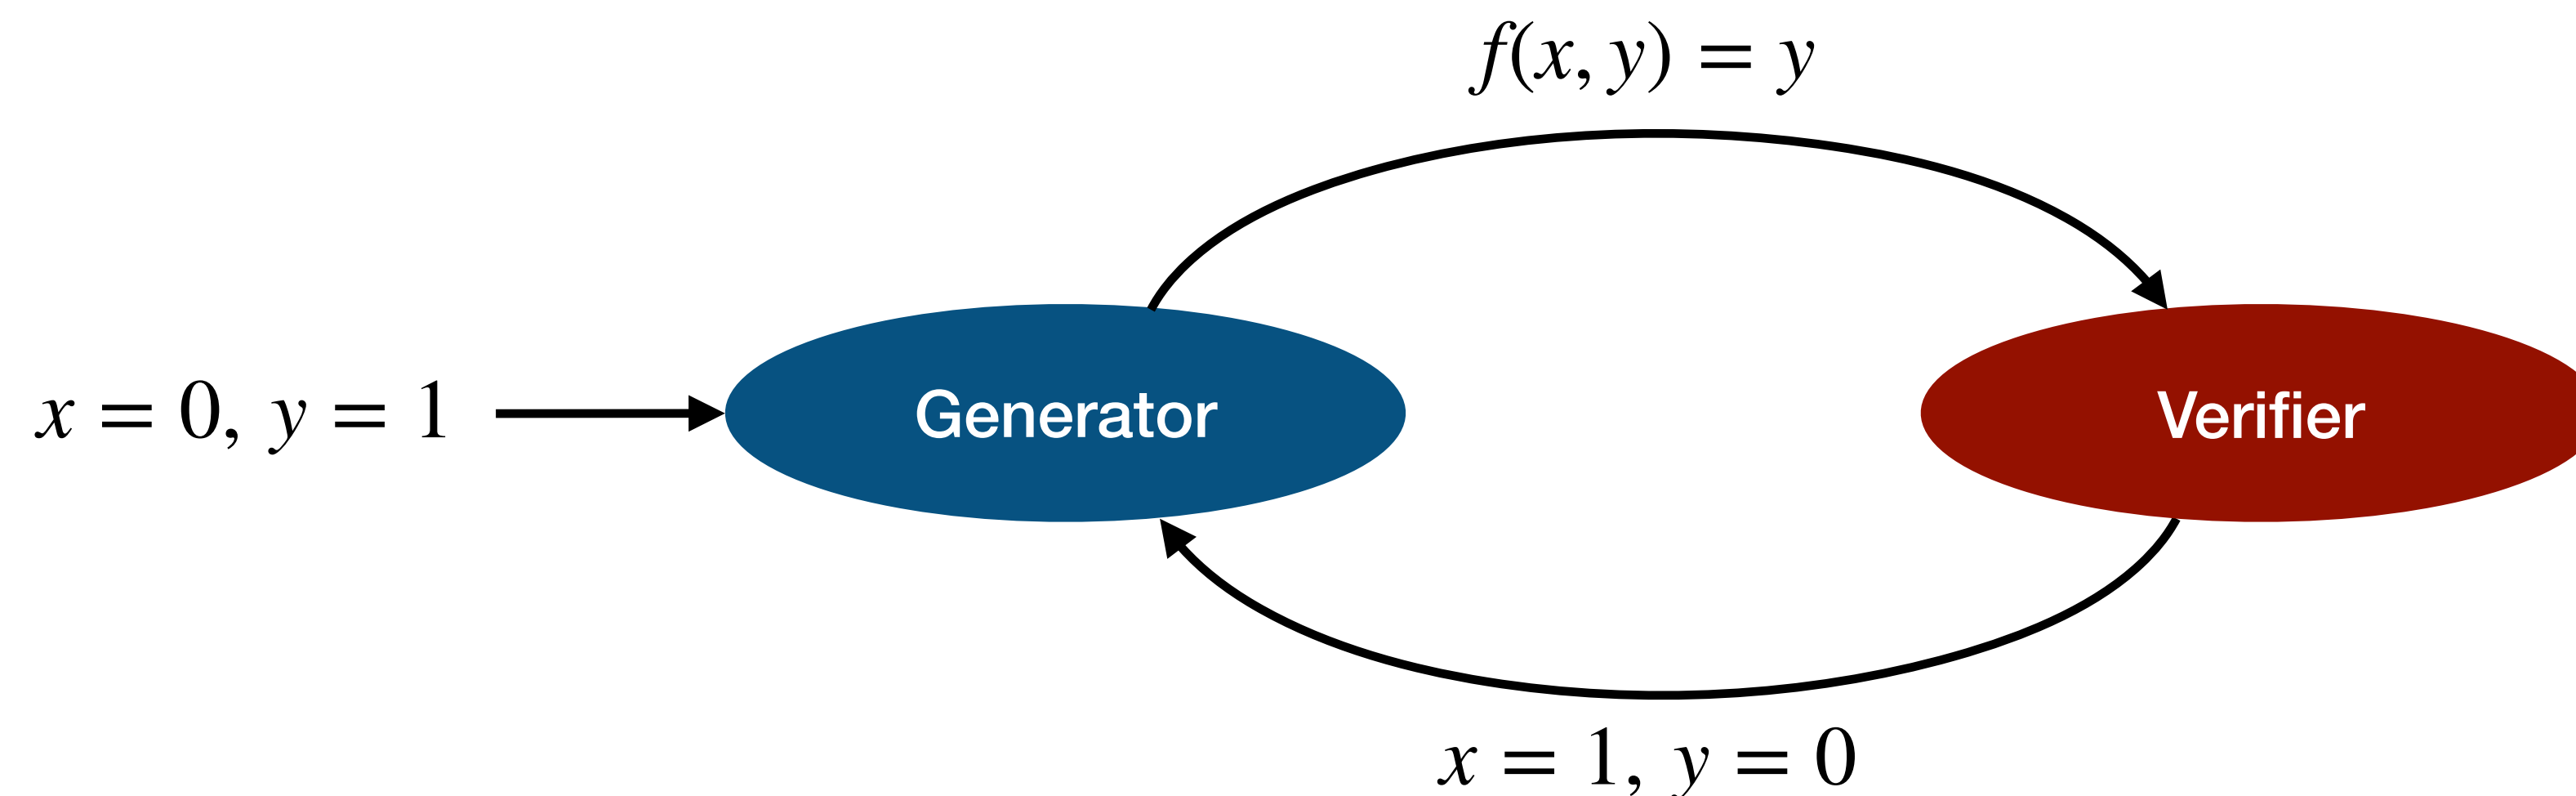 f(x, y) = y
x = 0, y = 1
Generator
Verifier
x = 1, y = 0